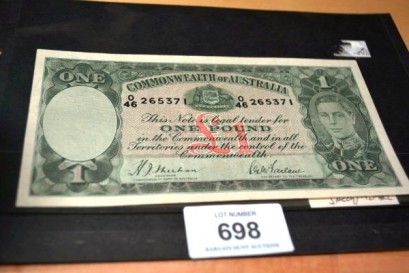 ONE
COMMONWEALTH OF AUSTRALIA
1
O/46 265371 O/46 265371
This Note is legal tender for
ONE POUND
in the Commonwealth and in all
Territories under the control of the
Commonwealth.
1
ONE
LOT NUMBER
698